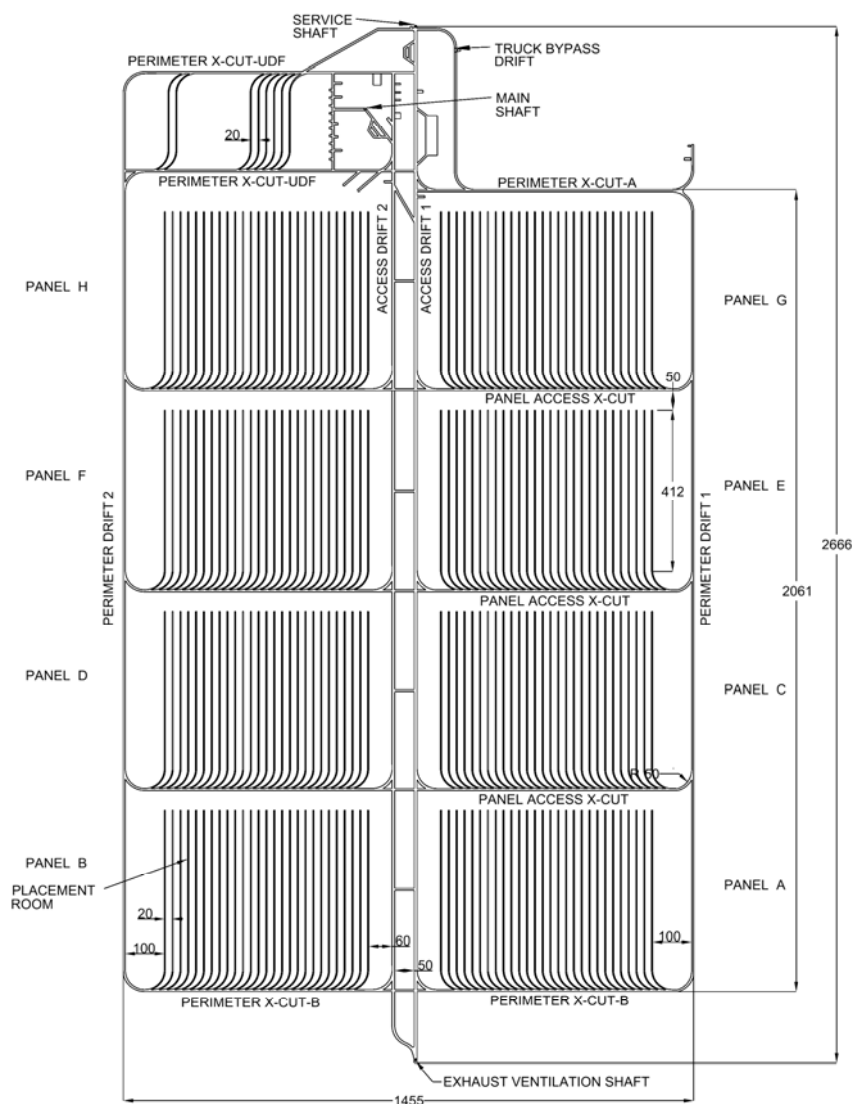 SERVICE
SHAFT
TRUCK BYPASS
DRIFT
PERIMETER X-CUT-UDF
MAIN
SHAFT
20
PERIMETER X-CUT-UDF
PERIMETER X-CUT-A
ACCESS DRIFT 2
ACCESS DRIFT 1
PANEL H
PANEL G
50
PANEL ACCESS X-CUT
PANEL F
PANEL E
412
PERIMETER DRIFT 2
PERIMETER DRIFT 1
2666
2061
PANEL ACCESS X-CUT
PANEL D
PANEL C
R 50
PANEL ACCESS X-CUT
PANEL B
PLACEMENT
ROOM
PANEL A
20
100
60
50
100
PERIMETER X-CUT-B
PERIMETER X-CUT-B
EXHAUST VENTILATION SHAFT
1455